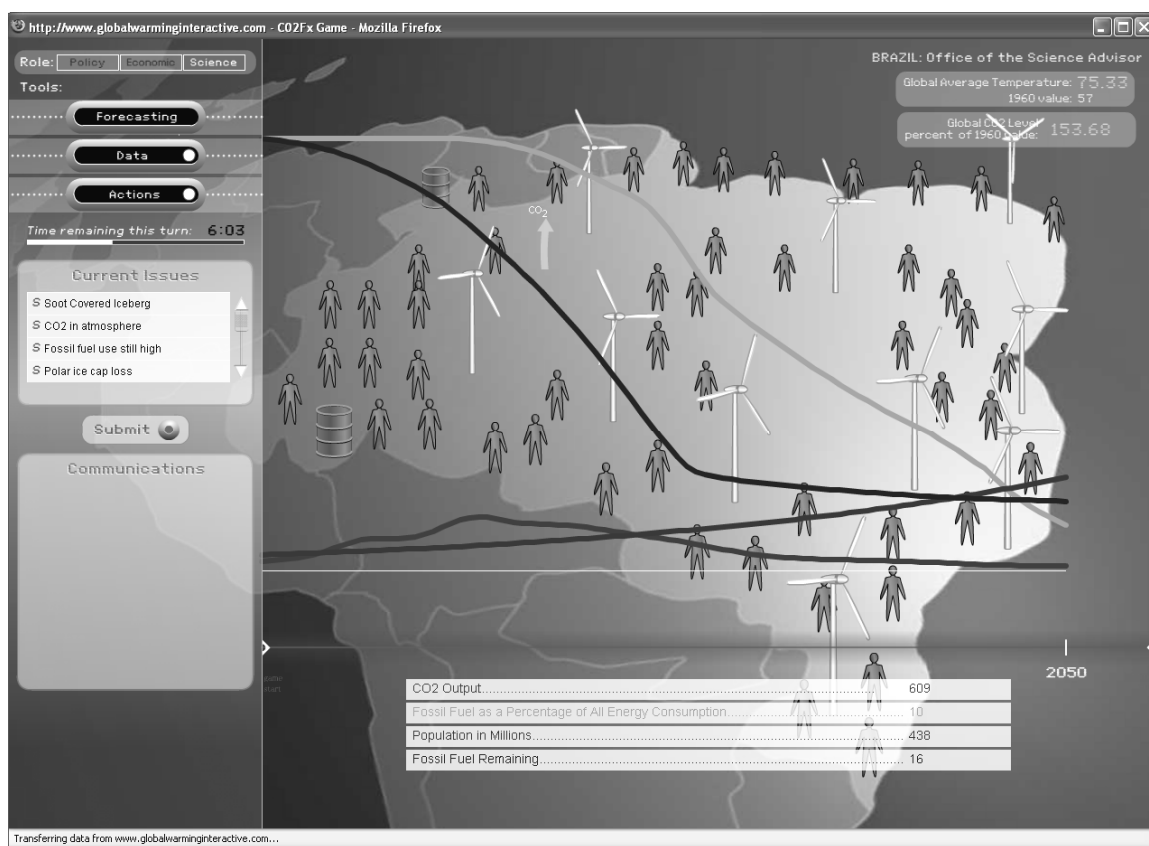 http://www.globalwarminginteractive.com - CO2Fx Game - Mozilla Firefox
Role: Policy Economic Science
Tools:
Forecasting
Data
Actions
Time remaining this turn: 6:03
Current Issues
S Soot Covered Iceberg
S CO2 in atmosphere
S Fossil fuel use still high
S Polar ice cap loss
Submit
Communications
BRAZIL: Office of the Science Advisor
Global Average Temperature: 75.33
1960 value: 57
Global CO2 Level
percent of 1960 value: 153.68
CO2
2050
CO2 Output 609
Fossil Fuel as a Percentage of All Energy Consumption 10
Population in Millions 438
Fossil Fuel Remaining 16
Transferring data from www.globalwarminginteractive.com...